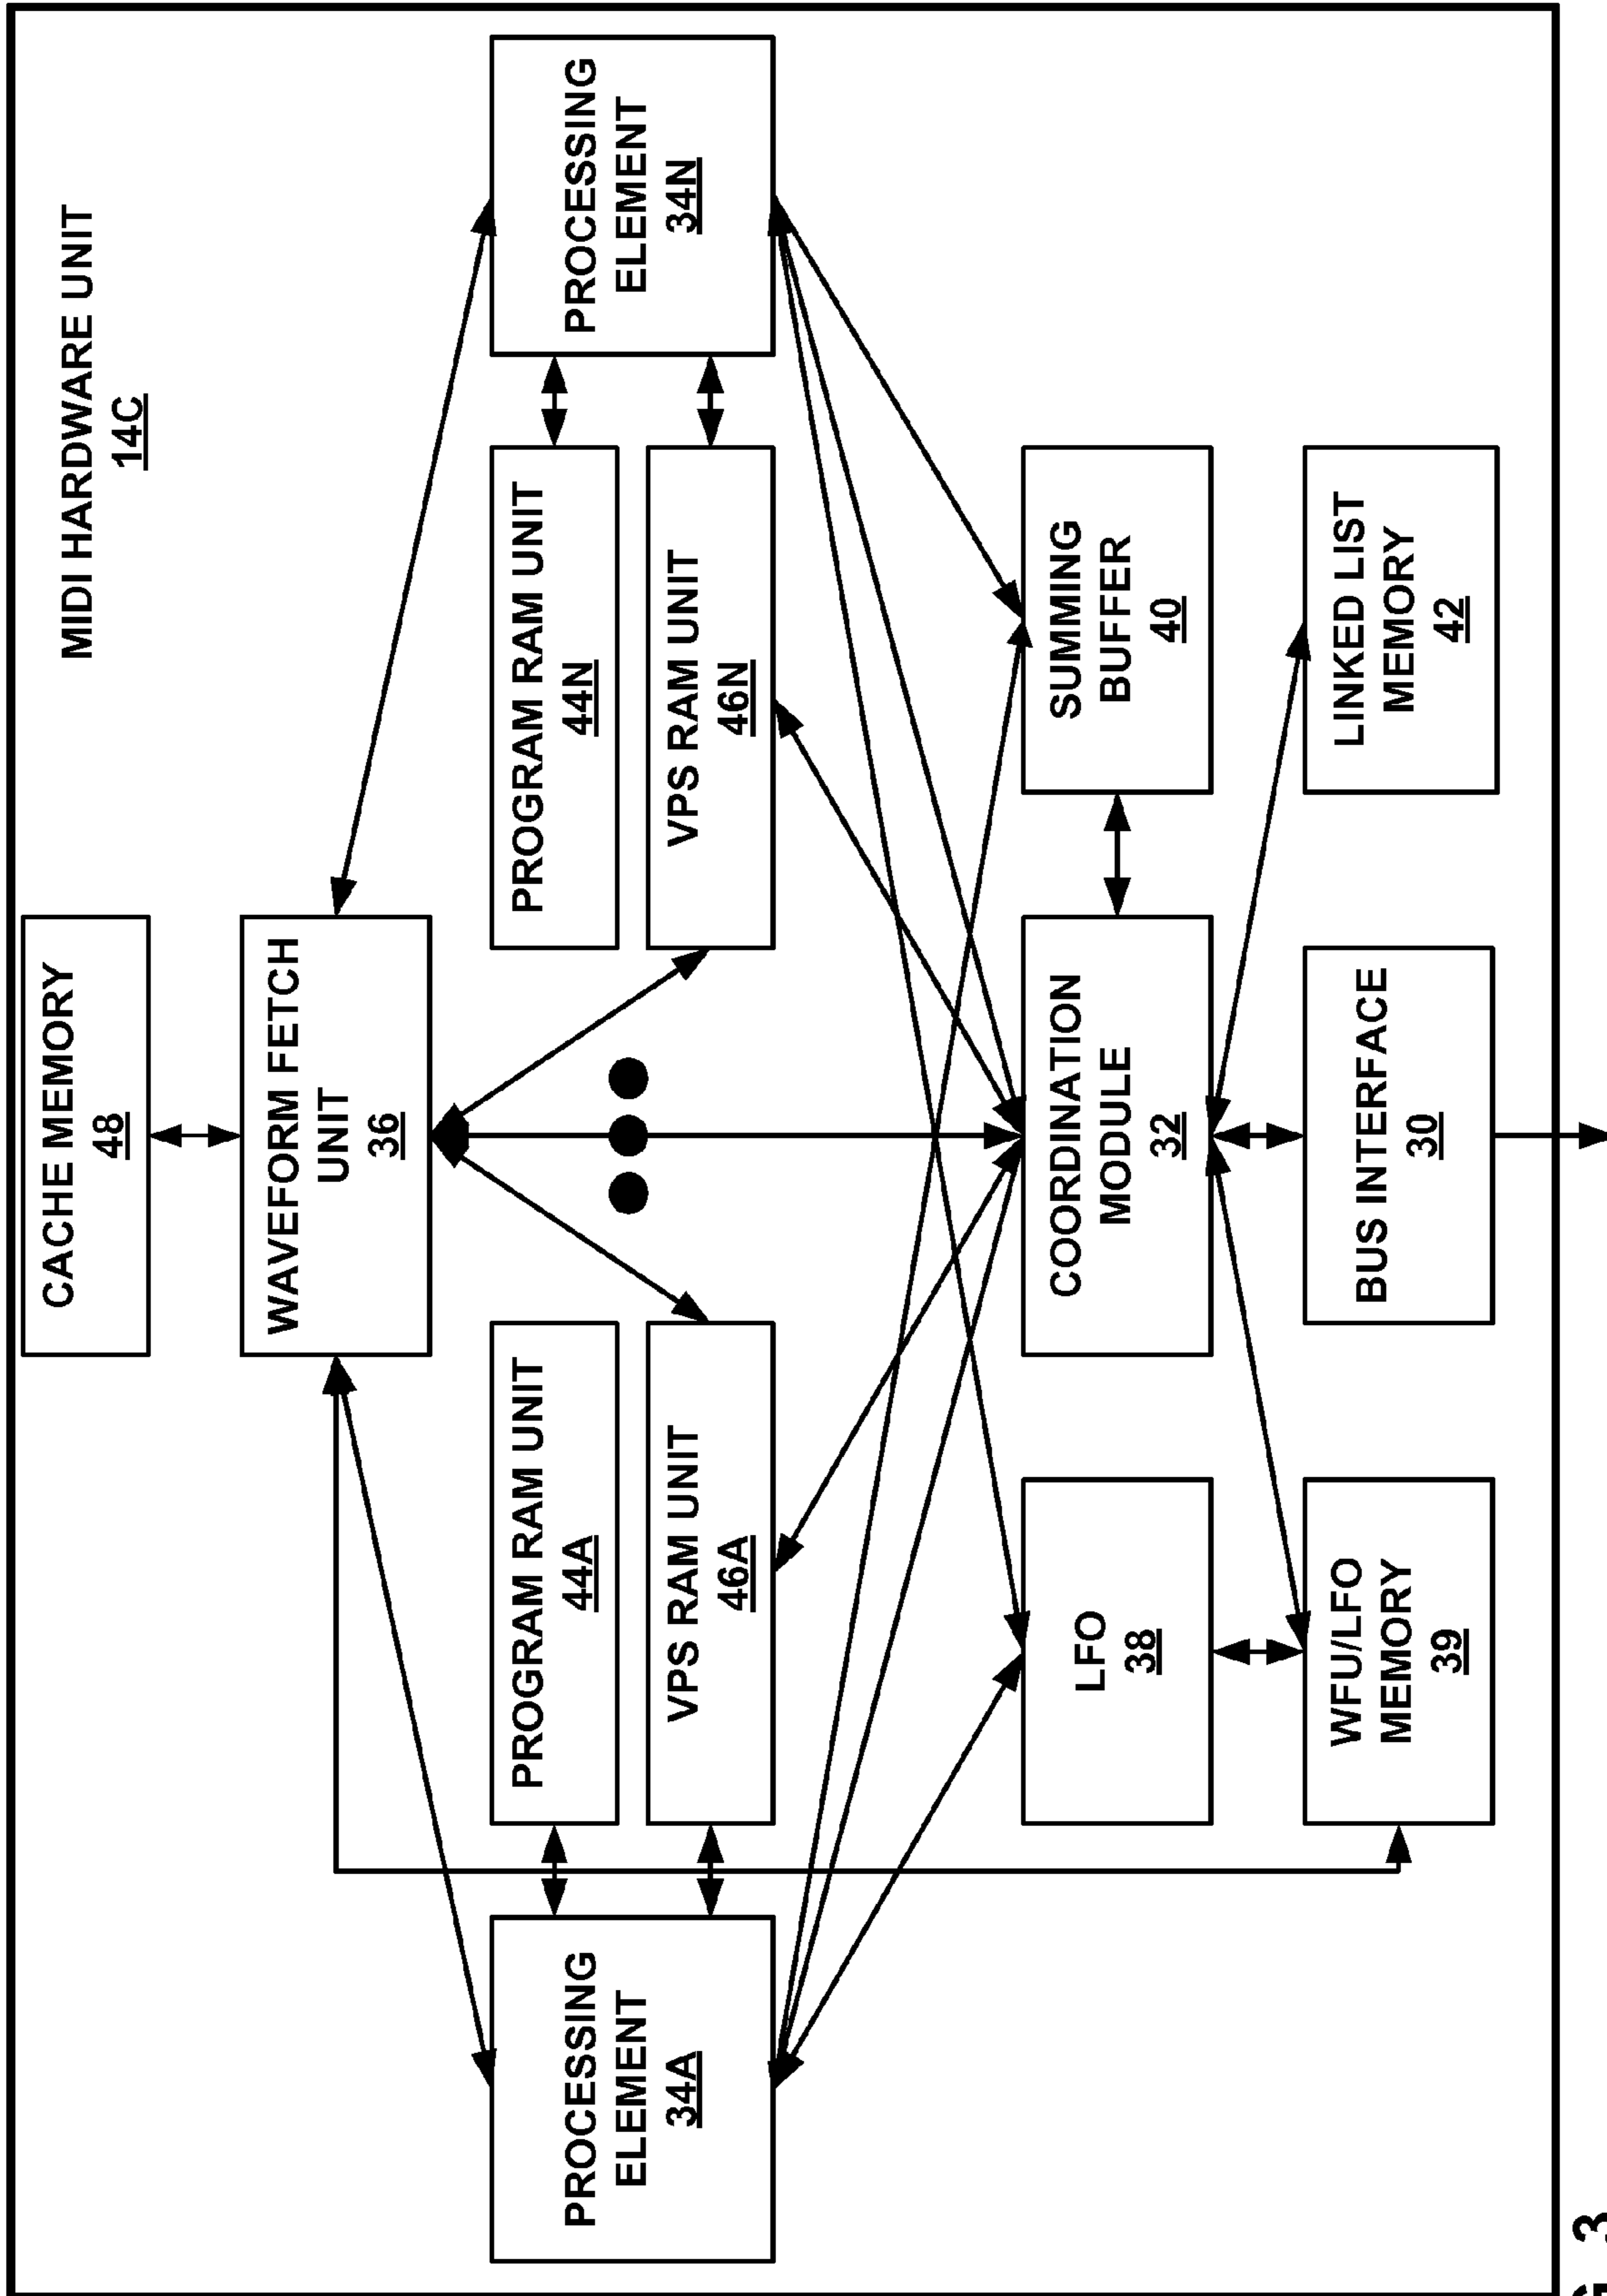 MIDI HARDWARE UNIT
14C
CACHE MEMORY
48
WAVEFORM FETCH
UNIT
36
PROCESSING
ELEMENT
34A
PROGRAM RAM UNIT
44A
VPS RAM UNIT
46A
PROGRAM RAM UNIT
44N
VPS RAM UNIT
46N
PROCESSING
ELEMENT
34N
LFO
38
COORDINATION
MODULE
32
SUMMING
BUFFER
40
WFU/LFO
MEMORY
39
BUS INTERFACE
30
LINKED LIST
MEMORY
42
3